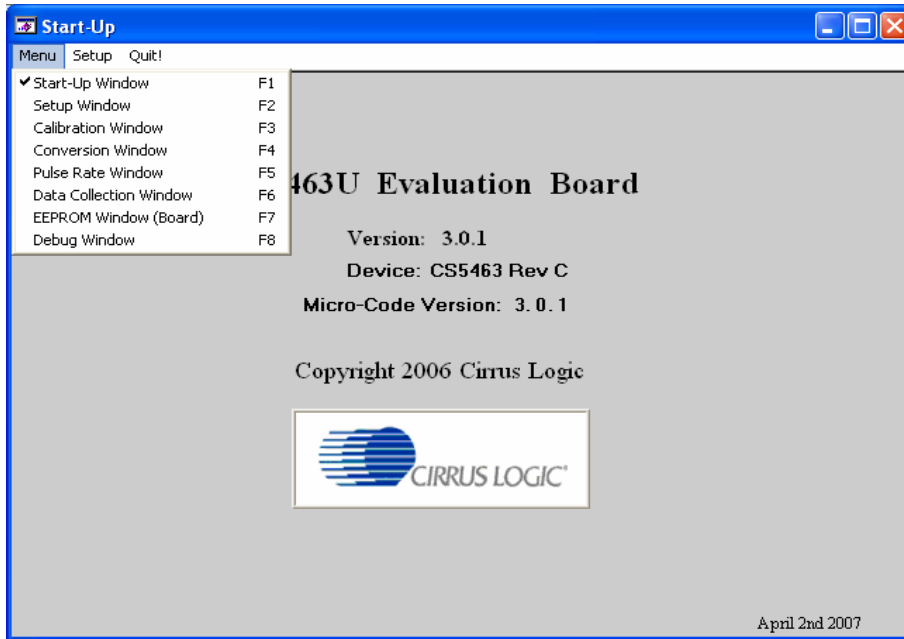 Start-Up
Menu Setup Quit!
Start-Up Window F1
Setup Window F2
Calibration Window F3
Conversion Window F4
Pulse Rate Window F5
Data Collection Window F6
EEPROM Window (Board) F7
Debug Window F8
463U Evaluation Board
Version: 3.0.1
Device: CS5463 Rev C
Micro-Code Version: 3.0.1
Copyright 2006 Cirrus Logic
CIRRUS LOGIC®
April 2nd 2007